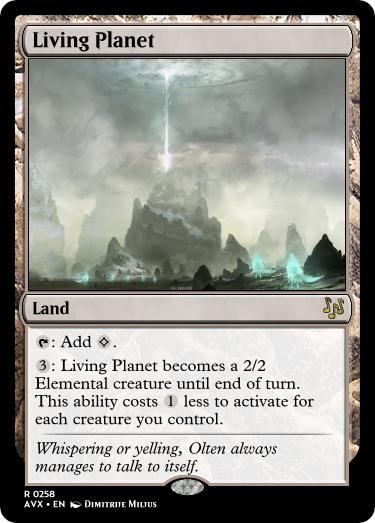 Living Planet
Land
: Add .
3: Living Planet becomes a 2/2
Elemental creature until end of turn.
This ability costs 1 less to activate for
each creature you control.
Whispering or yelling, Olten always
manages to talk to itself.
R 0258
AVX • EN Dimitrije Miljus